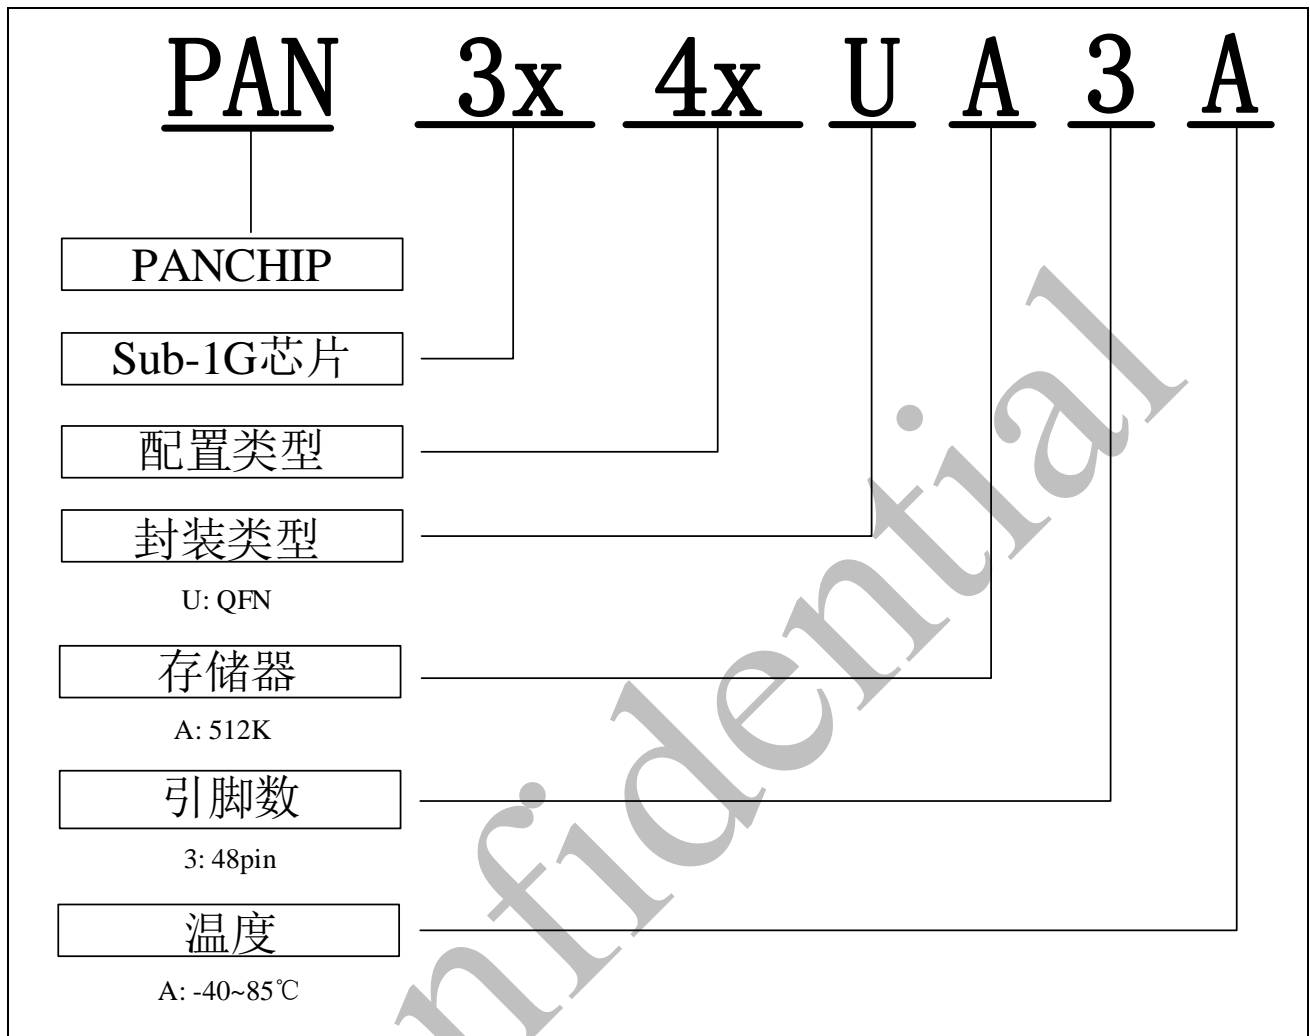 PAN 3x 4x U A 3 A
PANCHIP
Sub-1G芯片
配置类型
封装类型
U: QFN
存储器
A: 512K
引脚数
3: 48pin
温度
A: -40~85℃
nfidential